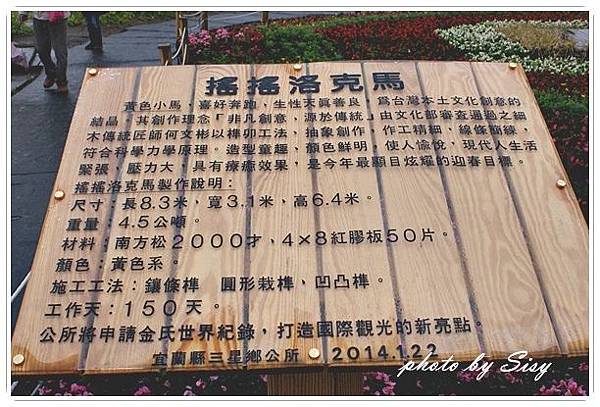 搖搖洛克馬
黃色小馬，喜好奔跑，生性天真善良，為台灣本土文化創意的
結晶，其創作理念「非凡創意，源於傳統」由文化部審查通過之細
木傳統匠師何文彬以榫卯工法，抽象創作，作工精細，線條簡練，
符合科學力學原理。造型童趣、顏色鮮明，使人愉悅，現代人生活
緊張，壓力大，具有療癒效果，是今年最顯目炫耀的迎春目標。
搖搖洛克馬製作說明：
尺寸：長8.3米，寬3.1米、高6.4米。
重量：4.5公噸。
材料：南方松2000才，4×8紅膠板50片。
顏色：黃色系。
施工工法：鑲條榫 圓形栽榫，凹凸榫。
工作天：150天。
公所將申請金氏世界紀錄，打造國際觀光的新亮點。
宜蘭縣三星鄉公所 2014.1.22
photo by Sisy